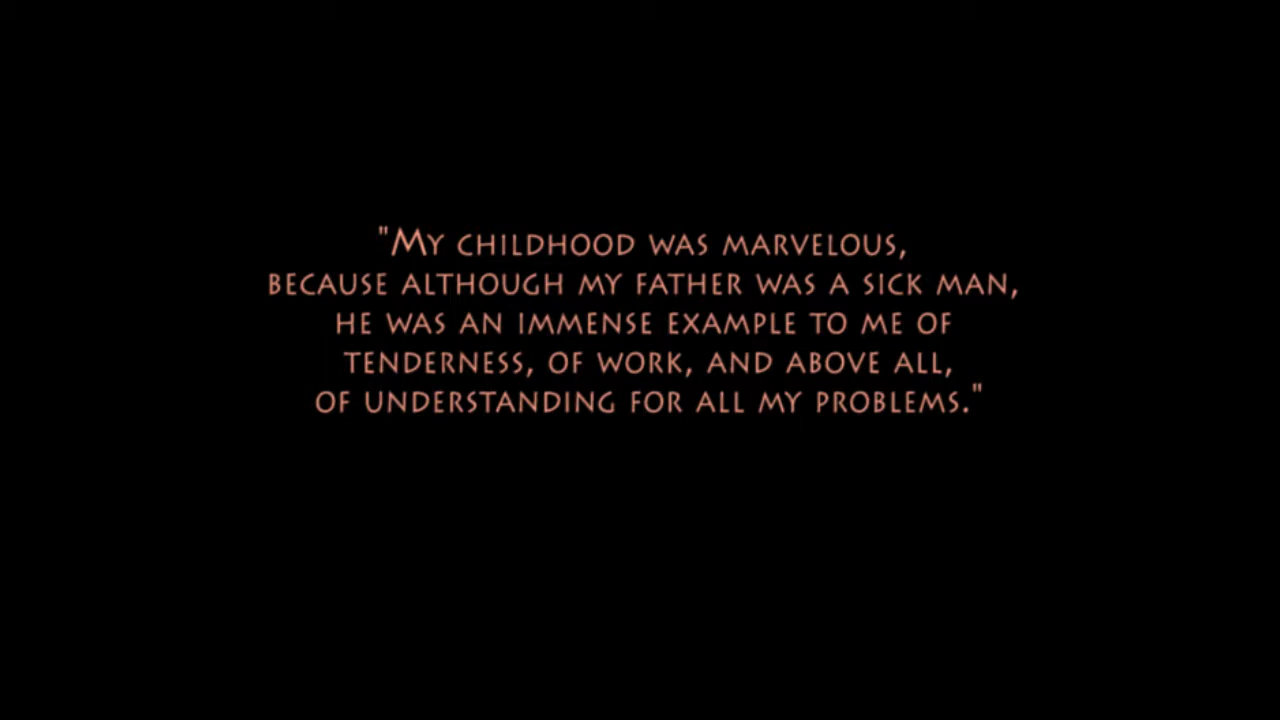 "My childhood was marvelous,
because although my father was a sick man,
he was an immense example to me of
tenderness, of work, and above all,
of understanding for all my problems."